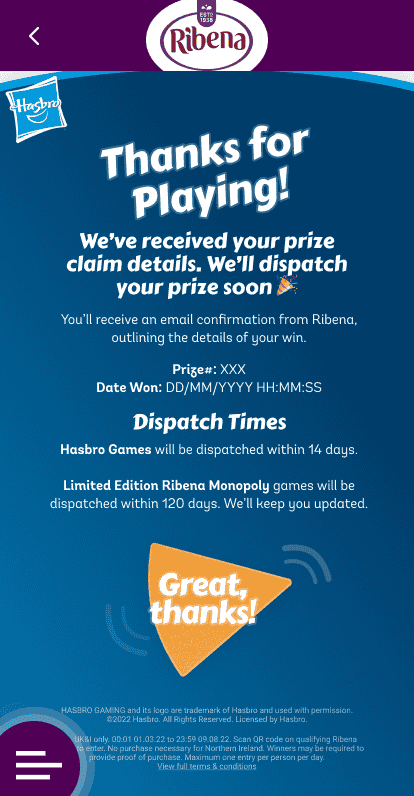 ESTD
1938
Ribena
Hasbro
Thanks for
Playing!
We've received your prize
claim details. We'll dispatch
your prize soon 🎉
You'll receive an email confirmation from Ribena,
outlining the details of your win.
Prize#: XXX
Date Won: DD/MM/YYYY HH:MM:SS
Dispatch Times
Hasbro Games will be dispatched within 14 days.
Limited Edition Ribena Monopoly games will be
dispatched within 120 days. We'll keep you updated.
Great,
thanks!
HASBRO GAMING and its logo are trademark of Hasbro and used with permission.
©2022 Hasbro. All Rights Reserved. Licensed by Hasbro.
UK&I only. 00:01 01.03.22 to 23:59 09.08.22. Scan QR code on qualifying Ribena
to enter. No purchase necessary for Northern Ireland. Winners may be required to
provide proof of purchase. Maximum one entry per person per day.
View full terms & conditions